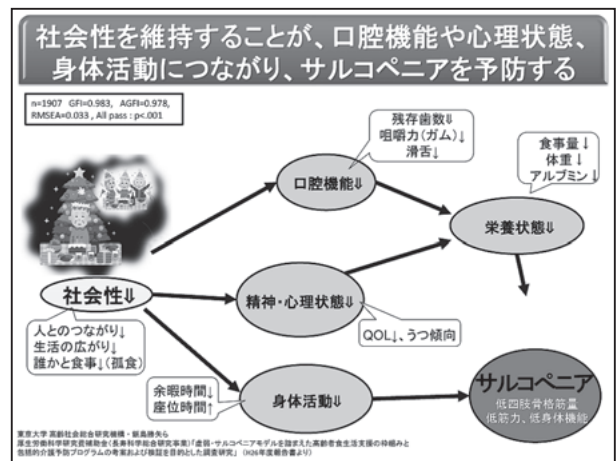 社会性を維持することが、口腔機能や心理状態、
身体活動につながり、サルコペニアを予防する
n=1907 GFI=0.983, AGFI=0.978,
RMSEA=0.033 , All pass : p<.001
残存歯数⇓
咀嚼力(ガム)↓
滑舌↓
口腔機能⇓
食事量↓
体重↓
アルブミン↓
栄養状態⇓
社会性⇓
人とのつながり↓
生活の広がり↓
誰かと食事↓(孤食)
精神・心理状態⇓
QOL↓、うつ傾向
余暇時間↓
座位時間↑
身体活動⇓
サルコペニア
低四肢骨格筋量
低筋力、低身体機能
東京大学 高齢社会総合研究機構・飯島勝矢ら
厚生労働科学研究費補助金(長寿科学総合研究事業)「虚弱・サルコペニアモデルを踏まえた高齢者食生活支援の枠組みと
包括的介護予防プログラムの考案および検証を目的とした調査研究」(H26年度報告書より)